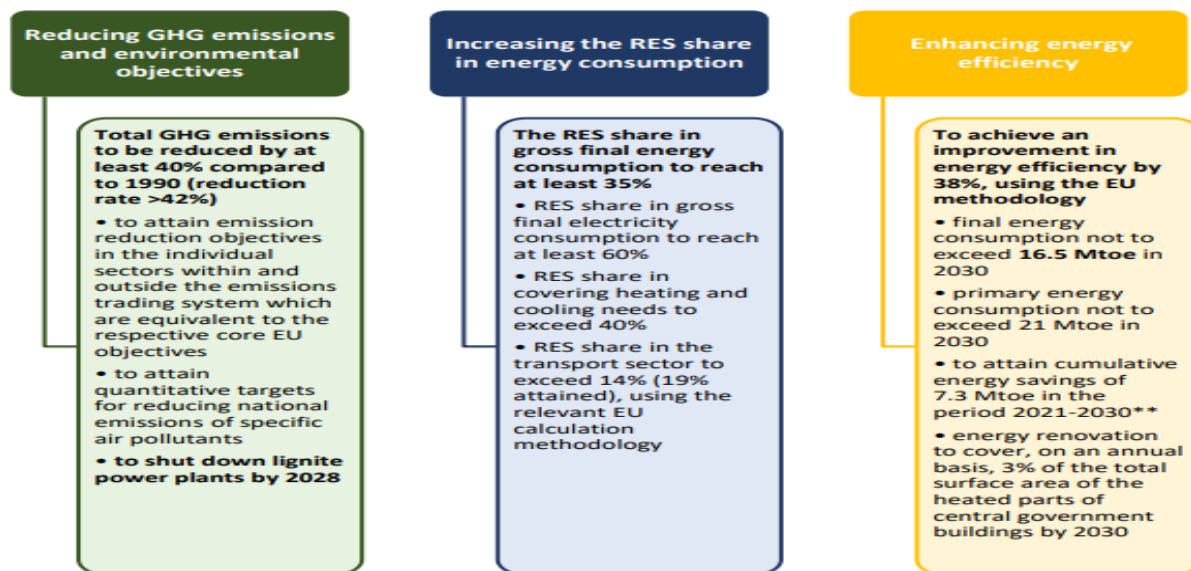 Reducing GHG emissions
and environmental
objectives
Total GHG emissions
to be reduced by at
least 40% compared
to 1990 (reduction
rate >42%)
• to attain emission
reduction objectives
in the individual
sectors within and
outside the emissions
trading system which
are equivalent to the
respective core EU
objectives
• to attain
quantitative targets
for reducing national
emissions of specific
air pollutants
• to shut down lignite
power plants by 2028
Increasing the RES share
in energy consumption
The RES share in
gross final energy
consumption to reach
at least 35%
• RES share in gross
final electricity
consumption to reach
at least 60%
• RES share in
covering heating and
cooling needs to
exceed 40%
• RES share in the
transport sector to
exceed 14% (19%
attained), using the
relevant EU
calculation
methodology
Enhancing energy
efficiency
To achieve an
improvement in
energy efficiency by
38%, using the EU
methodology
• final energy
consumption not to
exceed 16.5 Mtoe in
2030
• primary energy
consumption not to
exceed 21 Mtoe in
2030
• to attain cumulative
energy savings of
7.3 Mtoe in the
period 2021-2030**
• energy renovation
to cover, on an annual
basis, 3% of the total
surface area of the
heated parts of
central government
buildings by 2030